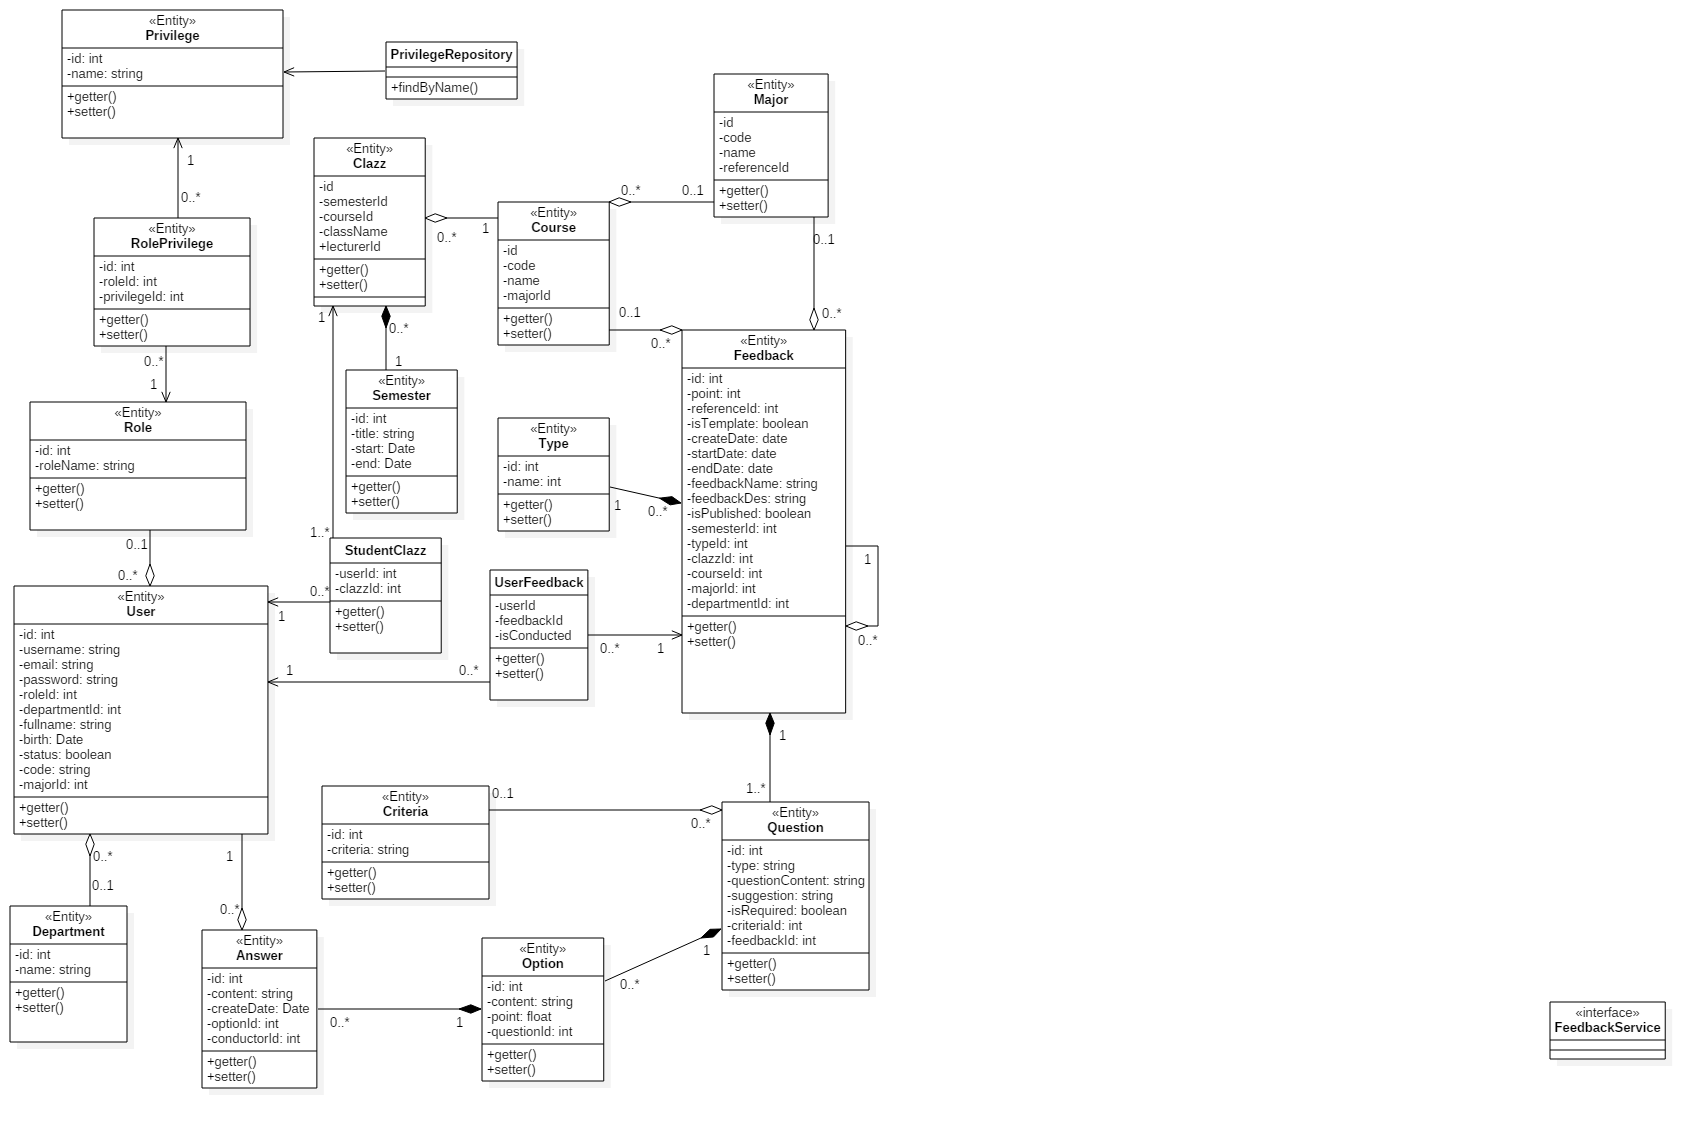 «Entity»
Privilege
-id: int
-name: string
+getter()
+setter()
PrivilegeRepository
+findByName()
1
0..*
«Entity»
RolePrivilege
-id: int
-roleId: int
-privilegeId: int
+getter()
+setter()
0..*
1
«Entity»
Role
-id: int
-roleName: string
+getter()
+setter()
0..1
0..*
«Entity»
User
-id: int
-username: string
-email: string
-password: string
-roleId: int
-departmentId: int
-fullname: string
-birth: Date
-status: boolean
-code: string
-majorId: int
+getter()
+setter()
0..*
0..1
«Entity»
Department
-id: int
-name: string
+getter()
+setter()
1
0..*
«Entity»
Answer
-id: int
-content: string
-createDate: Date
-optionId: int
-conductorId: int
+getter()
+setter()
0..*
1
«Entity»
Clazz
-id
-semesterId
-courseId
-className
+lecturerId
+getter()
+setter()
0..*
1
1
0..*
1
«Entity»
Semester
-id: int
-title: string
-start: Date
-end: Date
+getter()
+setter()
1..*
StudentClazz
-userId: int
-clazzId: int
+getter()
+setter()
0..*
1
«Entity»
Course
-id
-code
-name
-majorId
+getter()
+setter()
0..*
0..1
«Entity»
Major
-id
-code
-name
-referenceId
+getter()
+setter()
0..1
0..*
0..1
0..*
«Entity»
Type
-id: int
-name: int
+getter()
+setter()
1
0..*
UserFeedback
-userId
-feedbackId
-isConducted
+getter()
+setter()
0..*
1
0..*
1
«Entity»
Feedback
-id: int
-point: int
-referenceId: int
-isTemplate: boolean
-createDate: date
-startDate: date
-endDate: date
-feedbackName: string
-feedbackDes: string
-isPublished: boolean
-semesterId: int
-typeId: int
-clazzId: int
-courseId: int
-majorId: int
-departmentId: int
+getter()
+setter()
1
0..*
1
1..*
«Entity»
Criteria
-id: int
-criteria: string
+getter()
+setter()
0..1
0..*
«Entity»
Question
-id: int
-type: string
-questionContent: string
-suggestion: string
-isRequired: boolean
-criteriaId: int
-feedbackId: int
+getter()
+setter()
1
0..*
«Entity»
Option
-id: int
-content: string
-point: float
-questionId: int
+getter()
+setter()
«interface»
FeedbackService